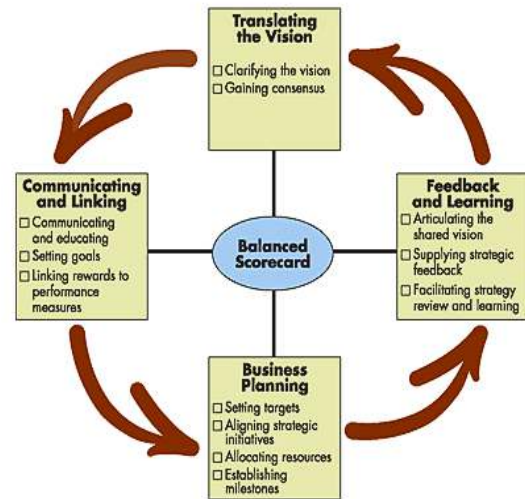 Translating
the Vision
☐ Clarifying the vision
☐ Gaining consensus
Communicating
and Linking
☐ Communicating
and educating
☐ Setting goals
☐ Linking rewards to
performance
measures
Balanced
Scorecard
Feedback
and Learning
☐ Articulating the
shared vision
☐ Supplying strategic
feedback
☐ Facilitating strategy
review and learning
Business
Planning
☐ Setting targets
☐ Aligning strategic
initiatives
☐ Allocating resources
☐ Establishing
milestones